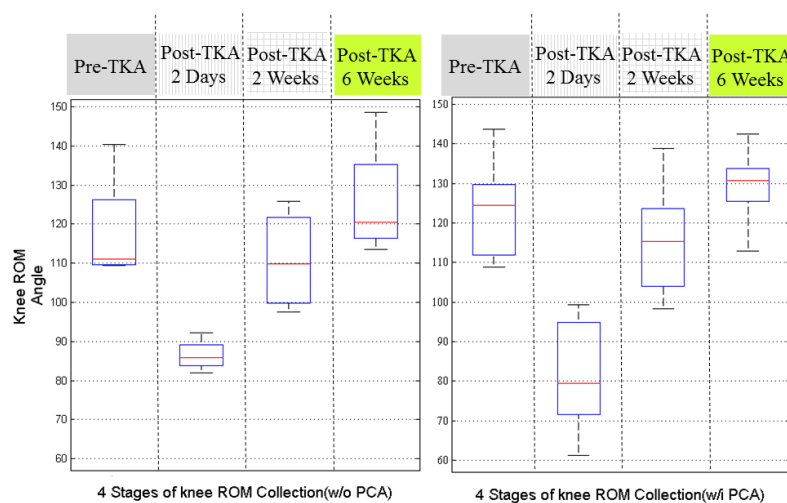 Pre-TKA
Post-TKA
2 Days
Post-TKA
2 Weeks
Post-TKA
6 Weeks
150
140
130
120
110
100
90
80
70
60
Knee ROM
Angle
4 Stages of knee ROM Collection(w/o PCA)
Pre-TKA
Post-TKA
2 Days
Post-TKA
2 Weeks
Post-TKA
6 Weeks
150
140
130
120
110
100
90
80
70
60
4 Stages of knee ROM Collection(w/i PCA)